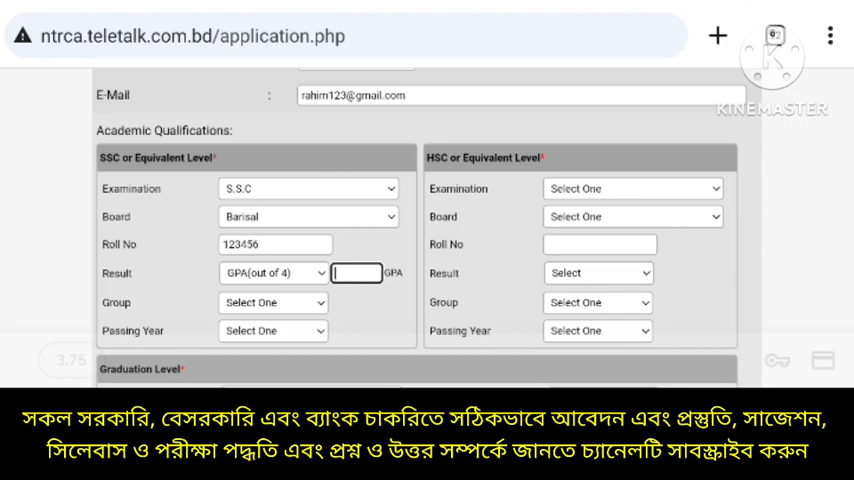 ntrca.teletalk.com.bd/application.php
92
KINEMASTER
E-Mail : rahim123@gmail.com
Academic Qualifications:
SSC or Equivalent Level* HSC or Equivalent Level*
Examination S.S.C Examination Select One
Board Barisal Board Select One
Roll No 123456 Roll No
Result GPA(out of 4) GPA Result Select
Group Select One Group Select One
Passing Year Select One Passing Year Select One
3.75
Graduation Level*
সকল সরকারি, বেসরকারি এবং ব্যাংক চাকরিতে সঠিকভাবে আবেদন এবং প্রস্তুতি, সাজেশন,
সিলেবাস ও পরীক্ষা পদ্ধতি এবং প্রশ্ন ও উত্তর সম্পর্কে জানতে চ্যানেলটি সাবস্ক্রাইব করুন